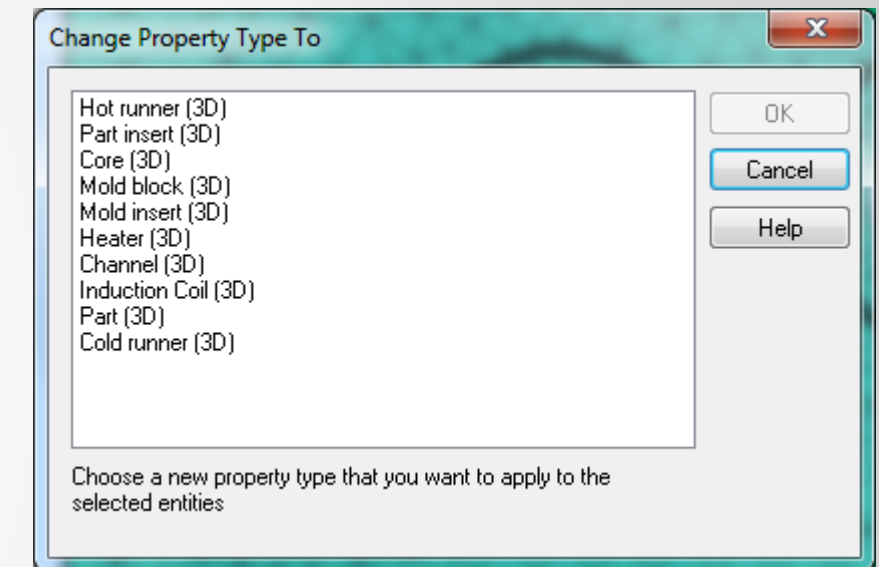 Change Property Type To
x
Hot runner (3D)
Part insert (3D)
Core (3D)
Mold block (3D)
Mold insert (3D)
Heater (3D)
Channel (3D)
Induction Coil (3D)
Part (3D)
Cold runner (3D)
OK
Cancel
Help
Choose a new property type that you want to apply to the
selected entities